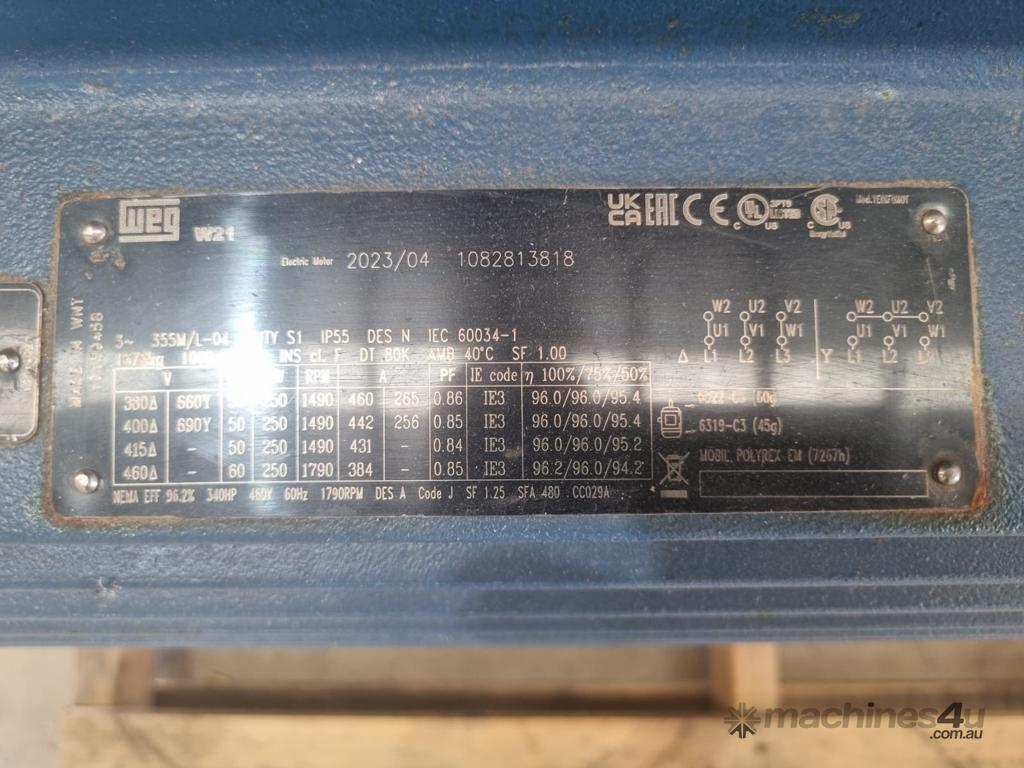 WEG
W21
UK CA EAC CE
C UL US LISTED
C US
Electric Motor 2023/04 1082813818
3~ 355M/L-04 S1 IP55 DES N IEC 60034-1
INS cl. F DT 80K AMB 40°C SF 1.00
V RPM A PF IE code η 100%/75%/50%
380Δ 660Y 250 1490 460 265 0.86 IE3 96.0/96.0/95.4
400Δ 690Y 50 250 1490 442 256 0.85 IE3 96.0/96.0/95.4
415Δ - 50 250 1490 431 - 0.84 IE3 96.0/96.0/95.2
460Δ - 60 250 1790 384 - 0.85 IE3 96.2/96.0/94.2
NEMA EFF 96.2% 340HP 460Y 60Hz 1790RPM DES A Code J SF 1.25 SFA 480 CC029A
W2 U2 V2
U1 V1 W1
L1 L2 L3
Δ
W2 U2 V2
U1 V1 W1
L1 L2 L3
Y
6319-C3 (45g)
MOBIL POLYREX EM (7267h)
machines4u
.com.au